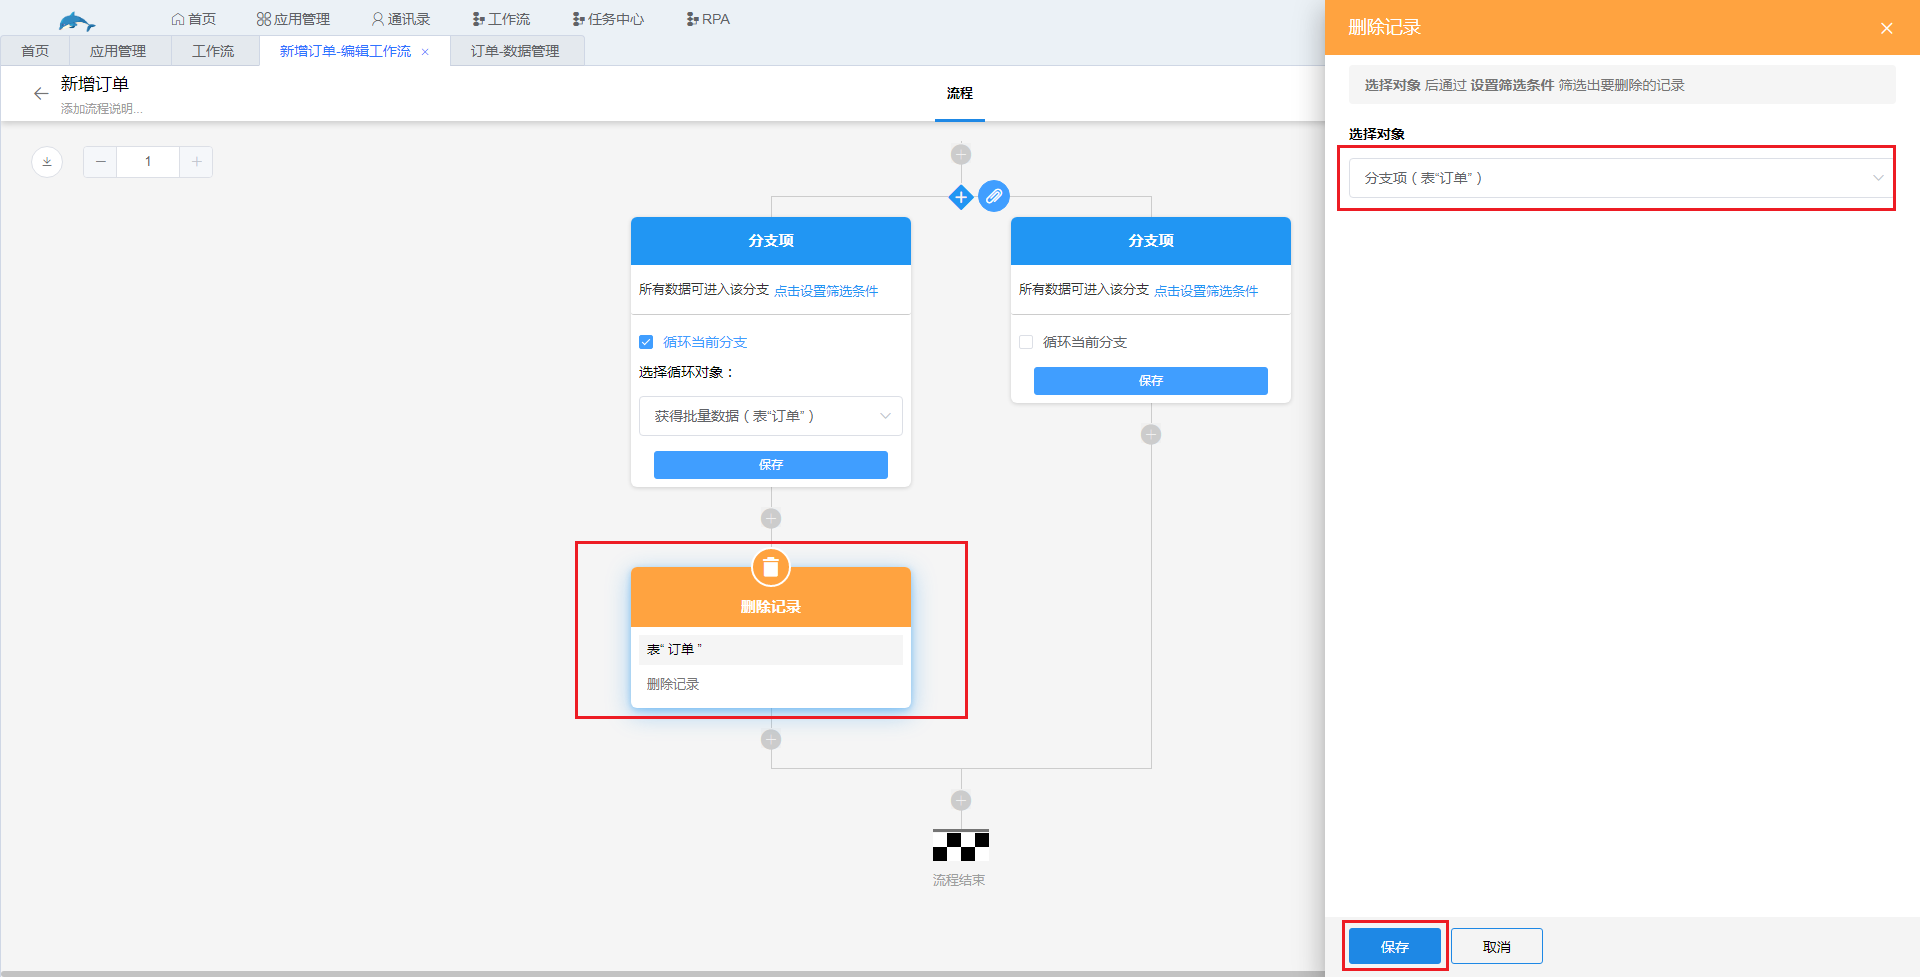 首页
应用管理
通讯录
工作流
任务中心
RPA
首页
应用管理
工作流
新增订单-编辑工作流 ×
订单-数据管理
新增订单
添加流程说明...
流程
1
分支项
所有数据可进入该分支 点击设置筛选条件
循环当前分支
选择循环对象：
获得批量数据（表“订单”）
保存
分支项
所有数据可进入该分支 点击设置筛选条件
循环当前分支
保存
删除记录
表“ 订单 ”
删除记录
流程结束
删除记录
选择对象 后通过 设置筛选条件 筛选出要删除的记录
选择对象
分支项（表“订单”）
保存
取消